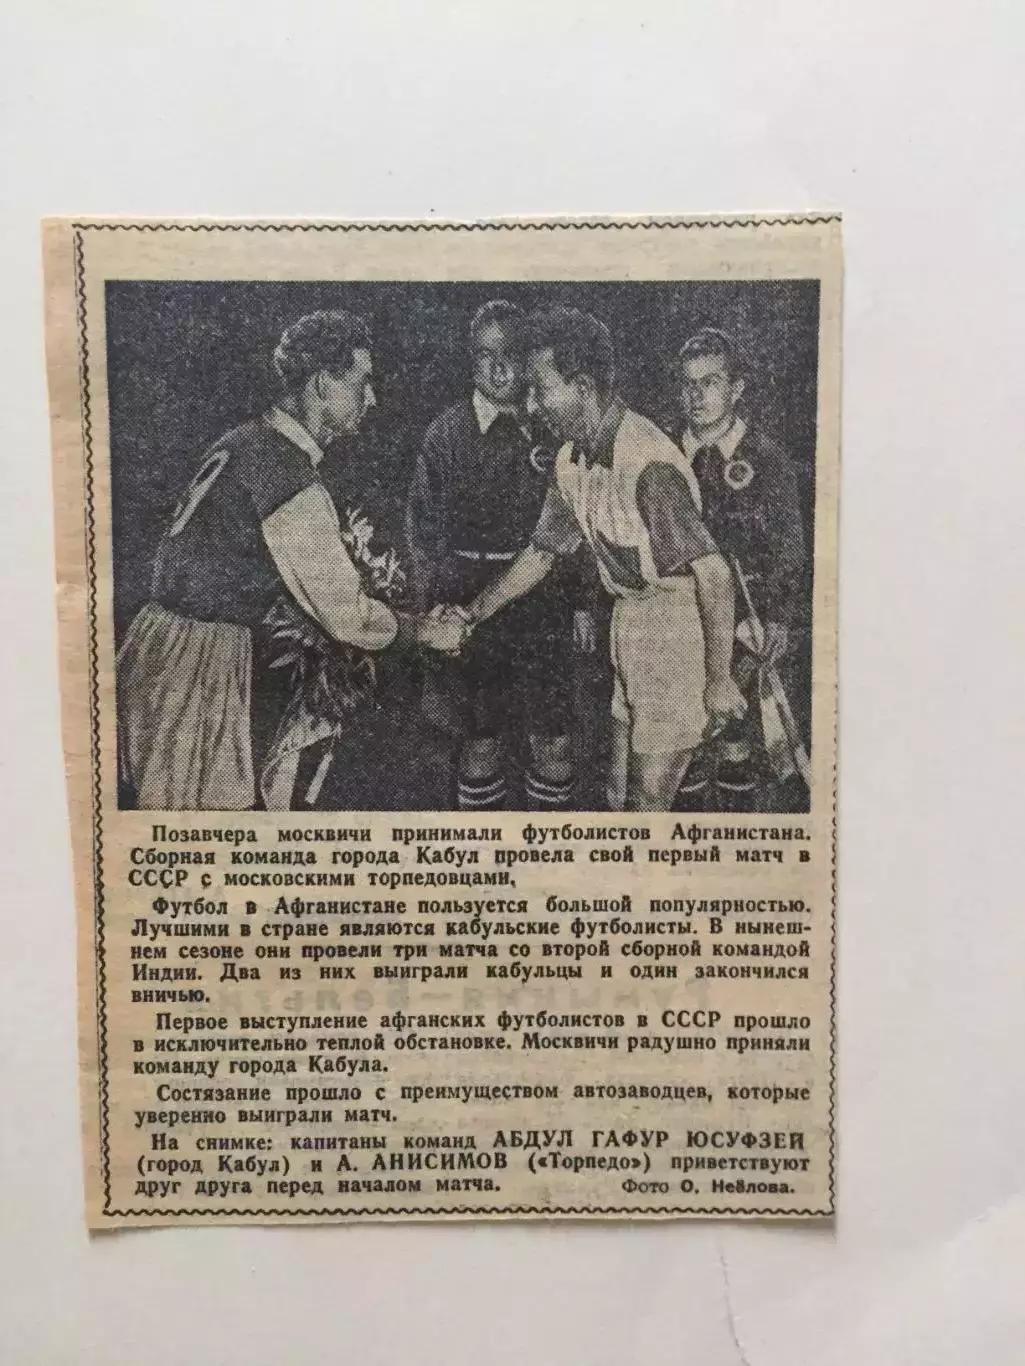 Позавчера москвичи принимали футболистов Афганистана.
Сборная команда города Кабул провела свой первый матч в
СССР с московскими торпедовцами.
Футбол в Афганистане пользуется большой популярностью.
Лучшими в стране являются кабульские футболисты. В нынеш-
нем сезоне они провели три матча со второй сборной командой
Индии. Два из них выиграли кабульцы и один закончился
вничью.
Первое выступление афганских футболистов в СССР прошло
в исключительно теплой обстановке. Москвичи радушно приняли
команду города Кабула.
Состязание прошло с преимуществом автозаводцев, которые
уверенно выиграли матч.
На снимке: капитаны команд АБДУЛ ГАФУР ЮСУФЗЕЙ
(город Кабул) и А. АНИСИМОВ («Торпедо») приветствуют
друг друга перед началом матча. Фото О. Неёлова.